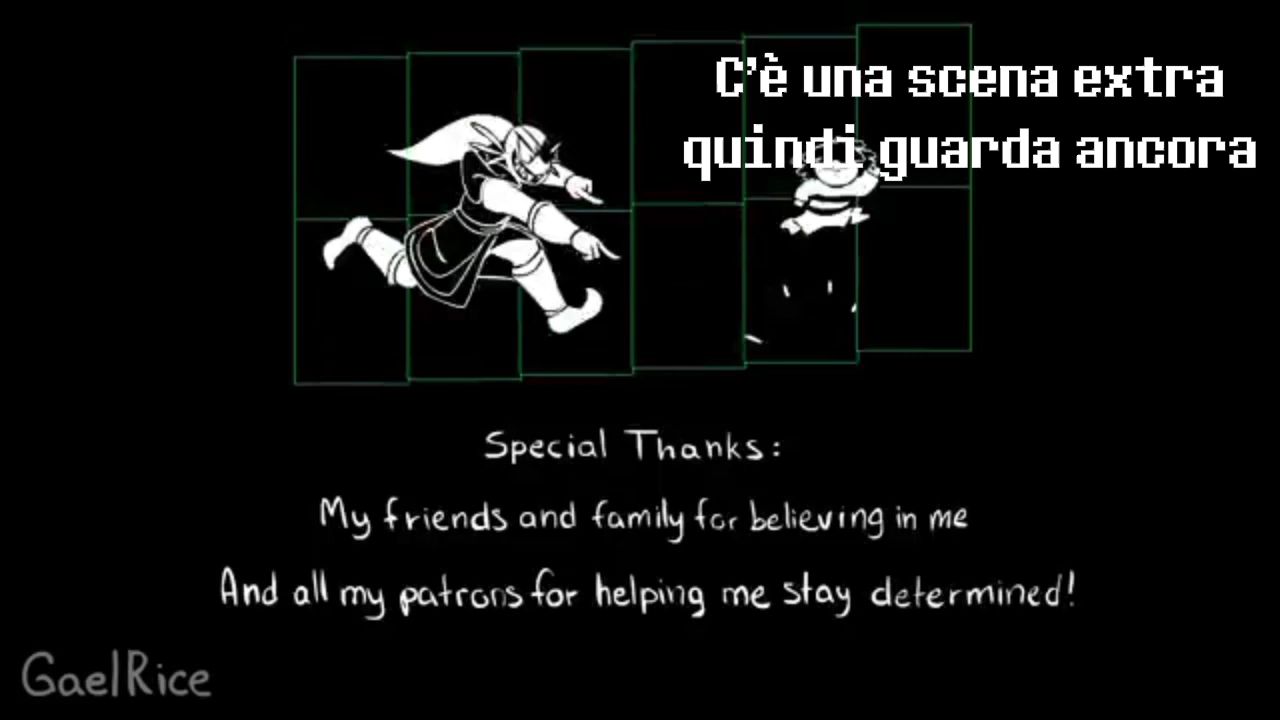 C'è una scena extra
quindi guarda ancora
Special Thanks:
My friends and family for believing in me
And all my patrons for helping me stay determined!
GaelRice